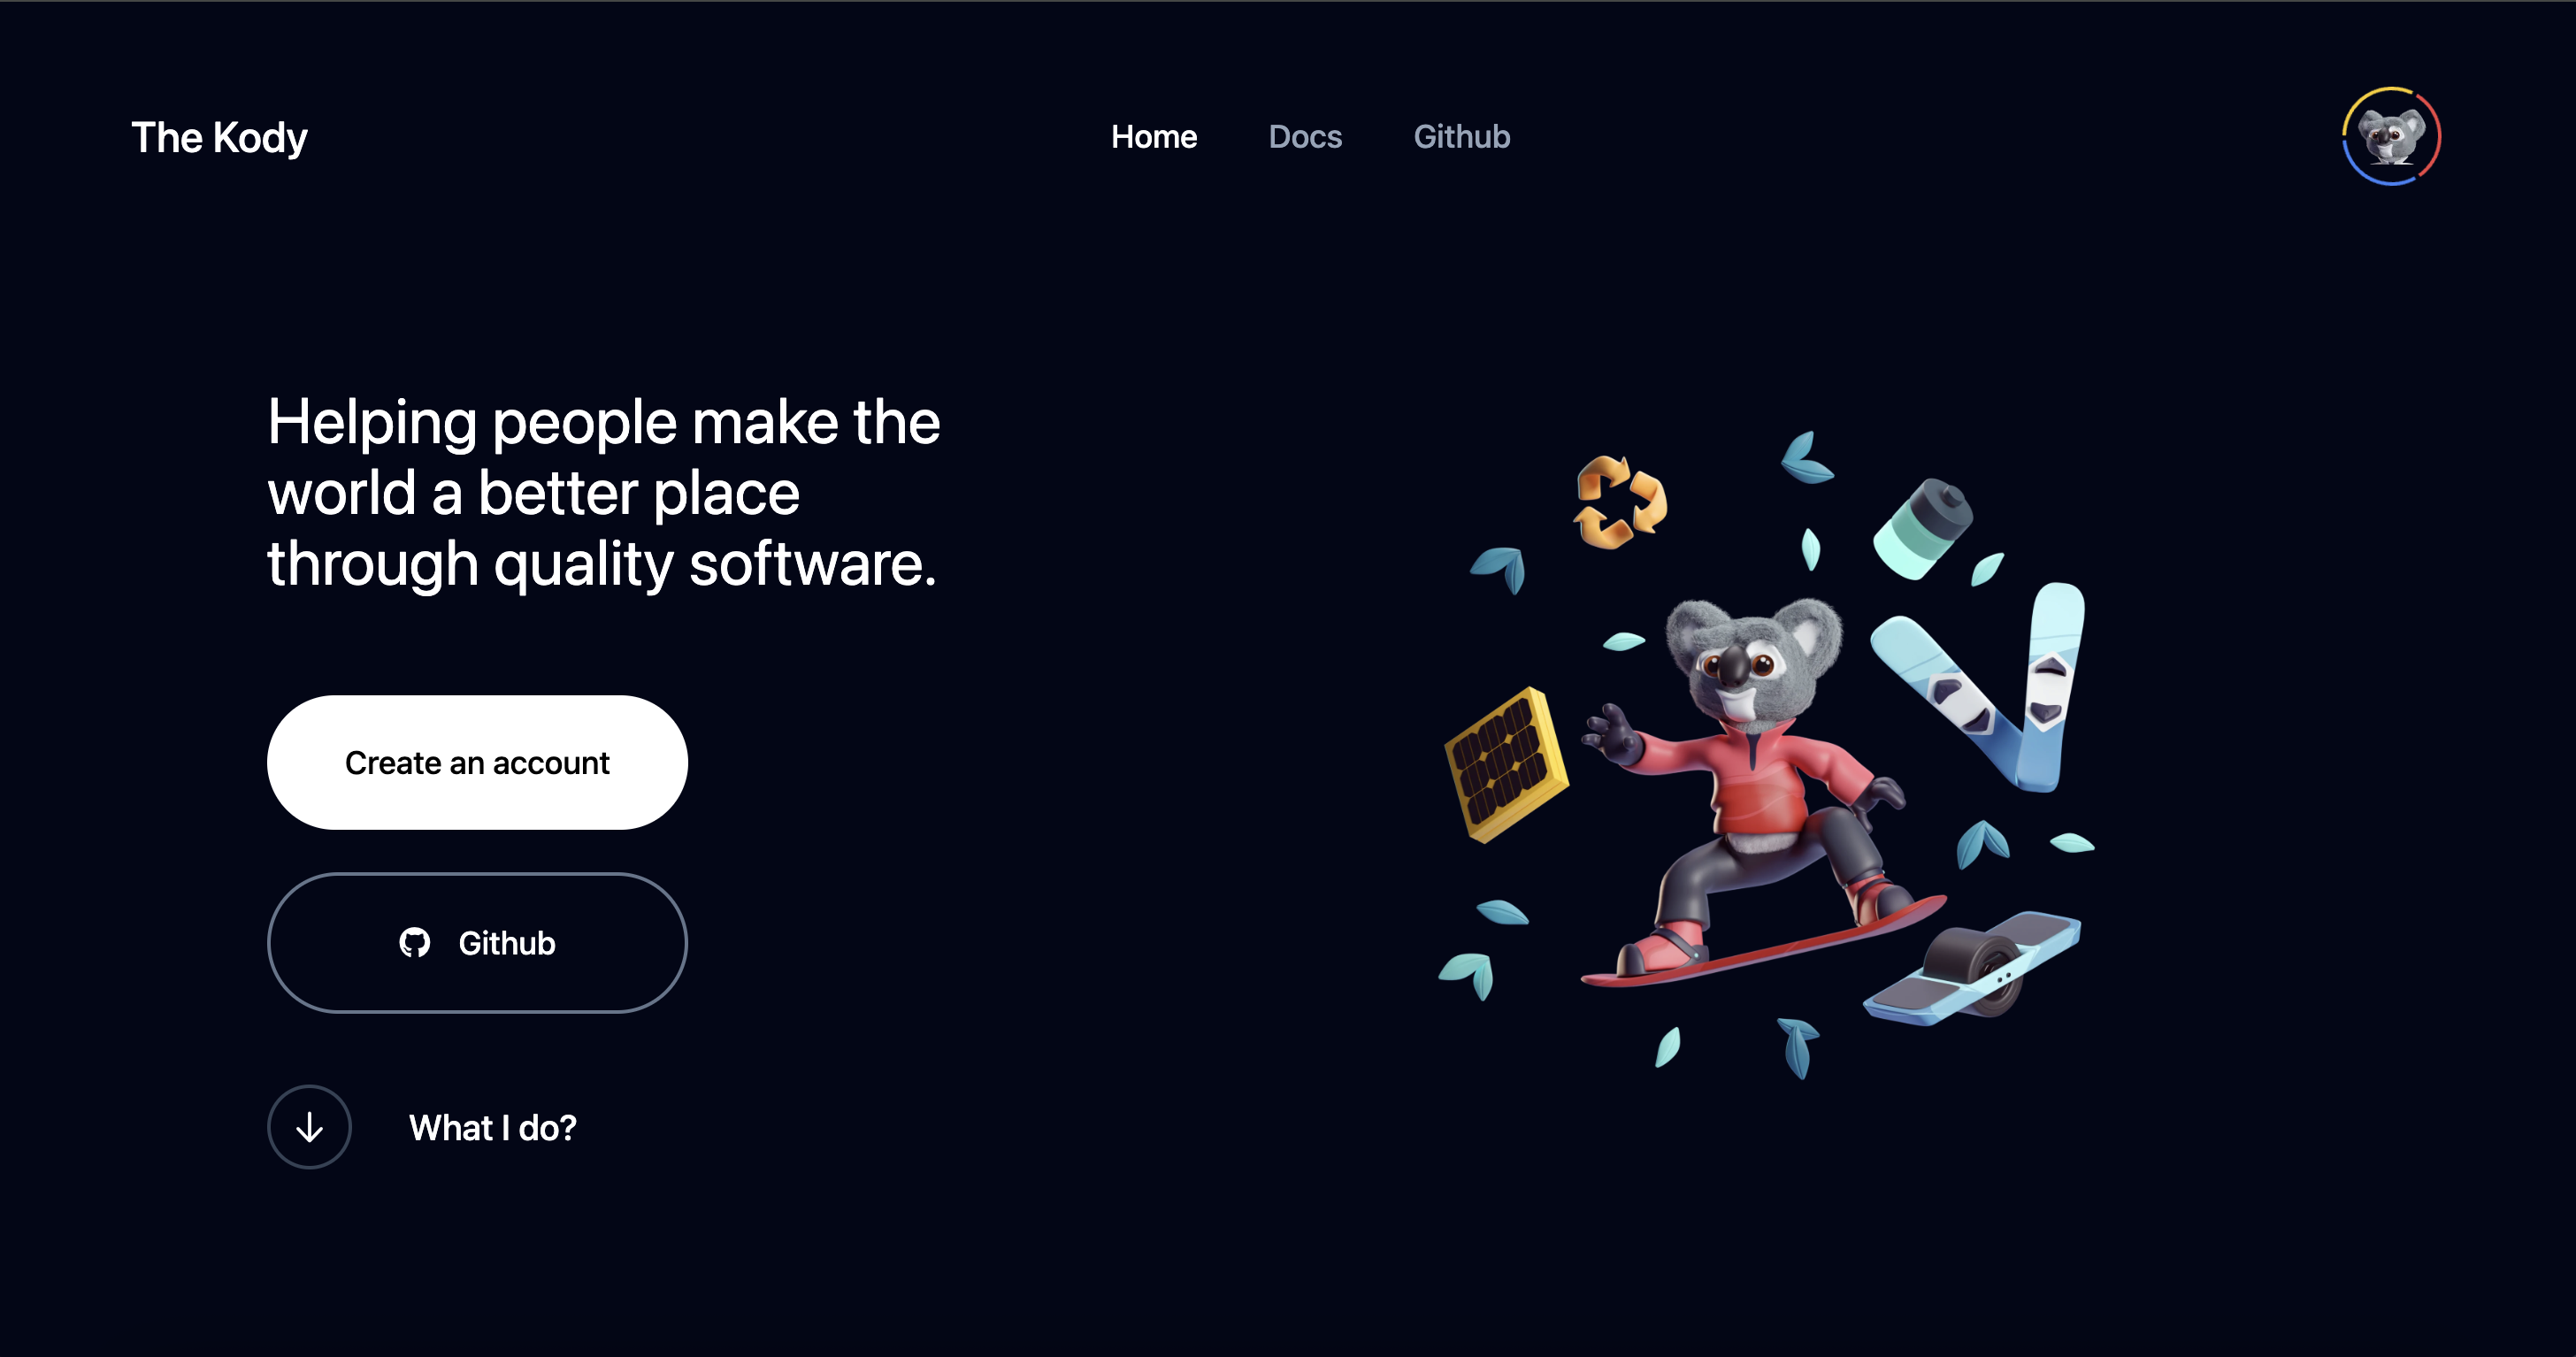 The Kody
Home
Docs
Github
Helping people make the
world a better place
through quality software.
Create an account
Github
What I do?